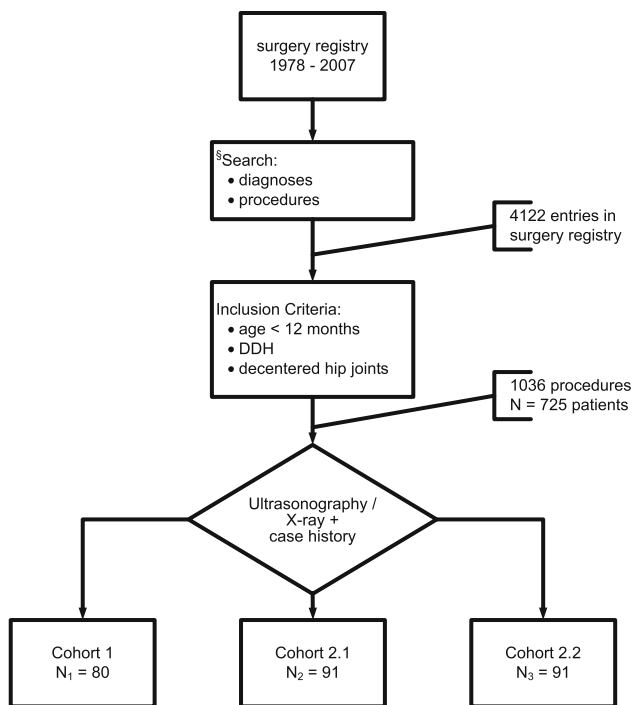 surgery registry
1978 - 2007
§Search:
• diagnoses
• procedures
4122 entries in
surgery registry
Inclusion Criteria:
• age < 12 months
• DDH
• decentered hip joints
1036 procedures
N = 725 patients
Ultrasonography /
X-ray +
case history
Cohort 1
N₁ = 80
Cohort 2.1
N₂ = 91
Cohort 2.2
N₃ = 91